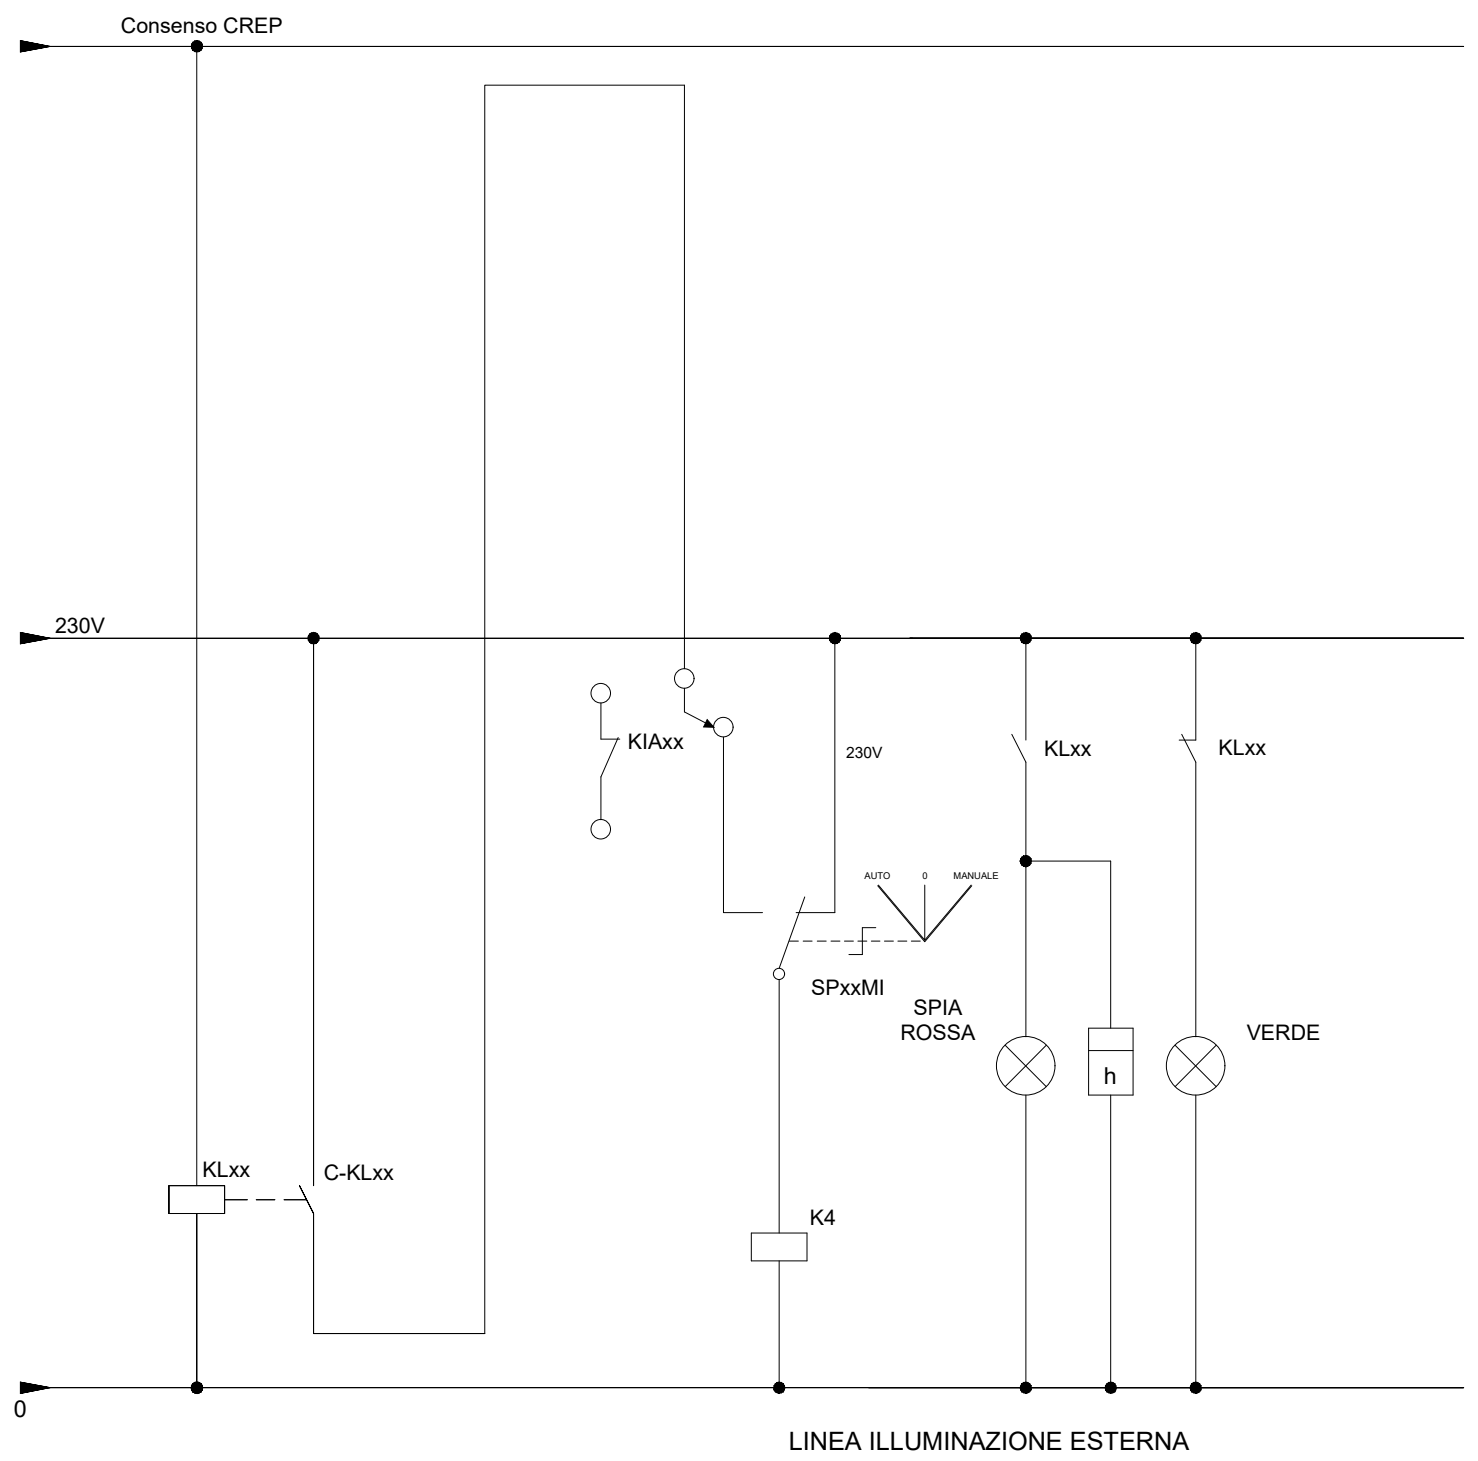 Consenso CREP
230V
KIAxx
230V
KLxx
KLxx
AUTO
0
MANUALE
SPxxMI
SPIA
ROSSA
VERDE
h
KLxx
C-KLxx
K4
0
LINEA ILLUMINAZIONE ESTERNA